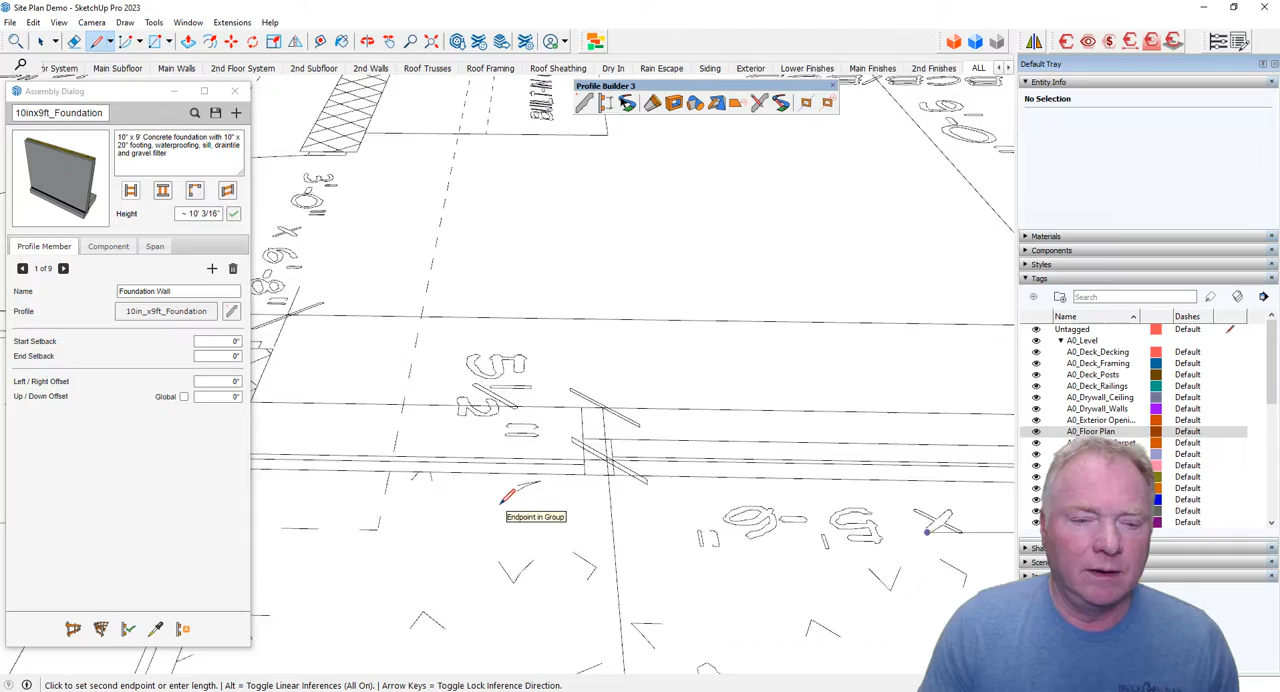 Site Plan Demo - SketchUp Pro 2023
File Edit View Camera Draw Tools Window Extensions Help
or System Main Subfloor Main Walls 2nd Floor System 2nd Subfloor 2nd Walls Roof Trusses Roof Framing Roof Sheathing Dry In Rain Escape Siding Exterior Lower Finishes Main Finishes 2nd Finishes ALL
Assembly Dialog
10inx9ft_Foundation
10" x 9' Concrete foundation with 10" x
20" footing, waterproofing, sill, draintile
and gravel filter
Height ~ 10' 3/16"
Profile Member Component Span
1 of 9
Name Foundation Wall
Profile 10in_x9ft_Foundation
Start Setback 0"
End Setback 0"
Left / Right Offset 0"
Up / Down Offset Global 0"
Profile Builder 3
Endpoint in Group
Default Tray
Entity Info
No Selection
Materials
Components
Styles
Tags
Search
Name Dashes
Untagged Default
A0_Level
A0_Deck_Decking Default
A0_Deck_Framing Default
A0_Deck_Posts Default
A0_Deck_Railings Default
A0_Drywall_Ceiling Default
A0_Drywall_Walls Default
A0_Exterior Openi... Default
A0_Floor Plan Default
Default
Default
Default
Default
Default
Default
Default
Click to set second endpoint or enter length. | Alt = Toggle Linear Inferences (All On). | Arrow Keys = Toggle Lock Inference Direction.